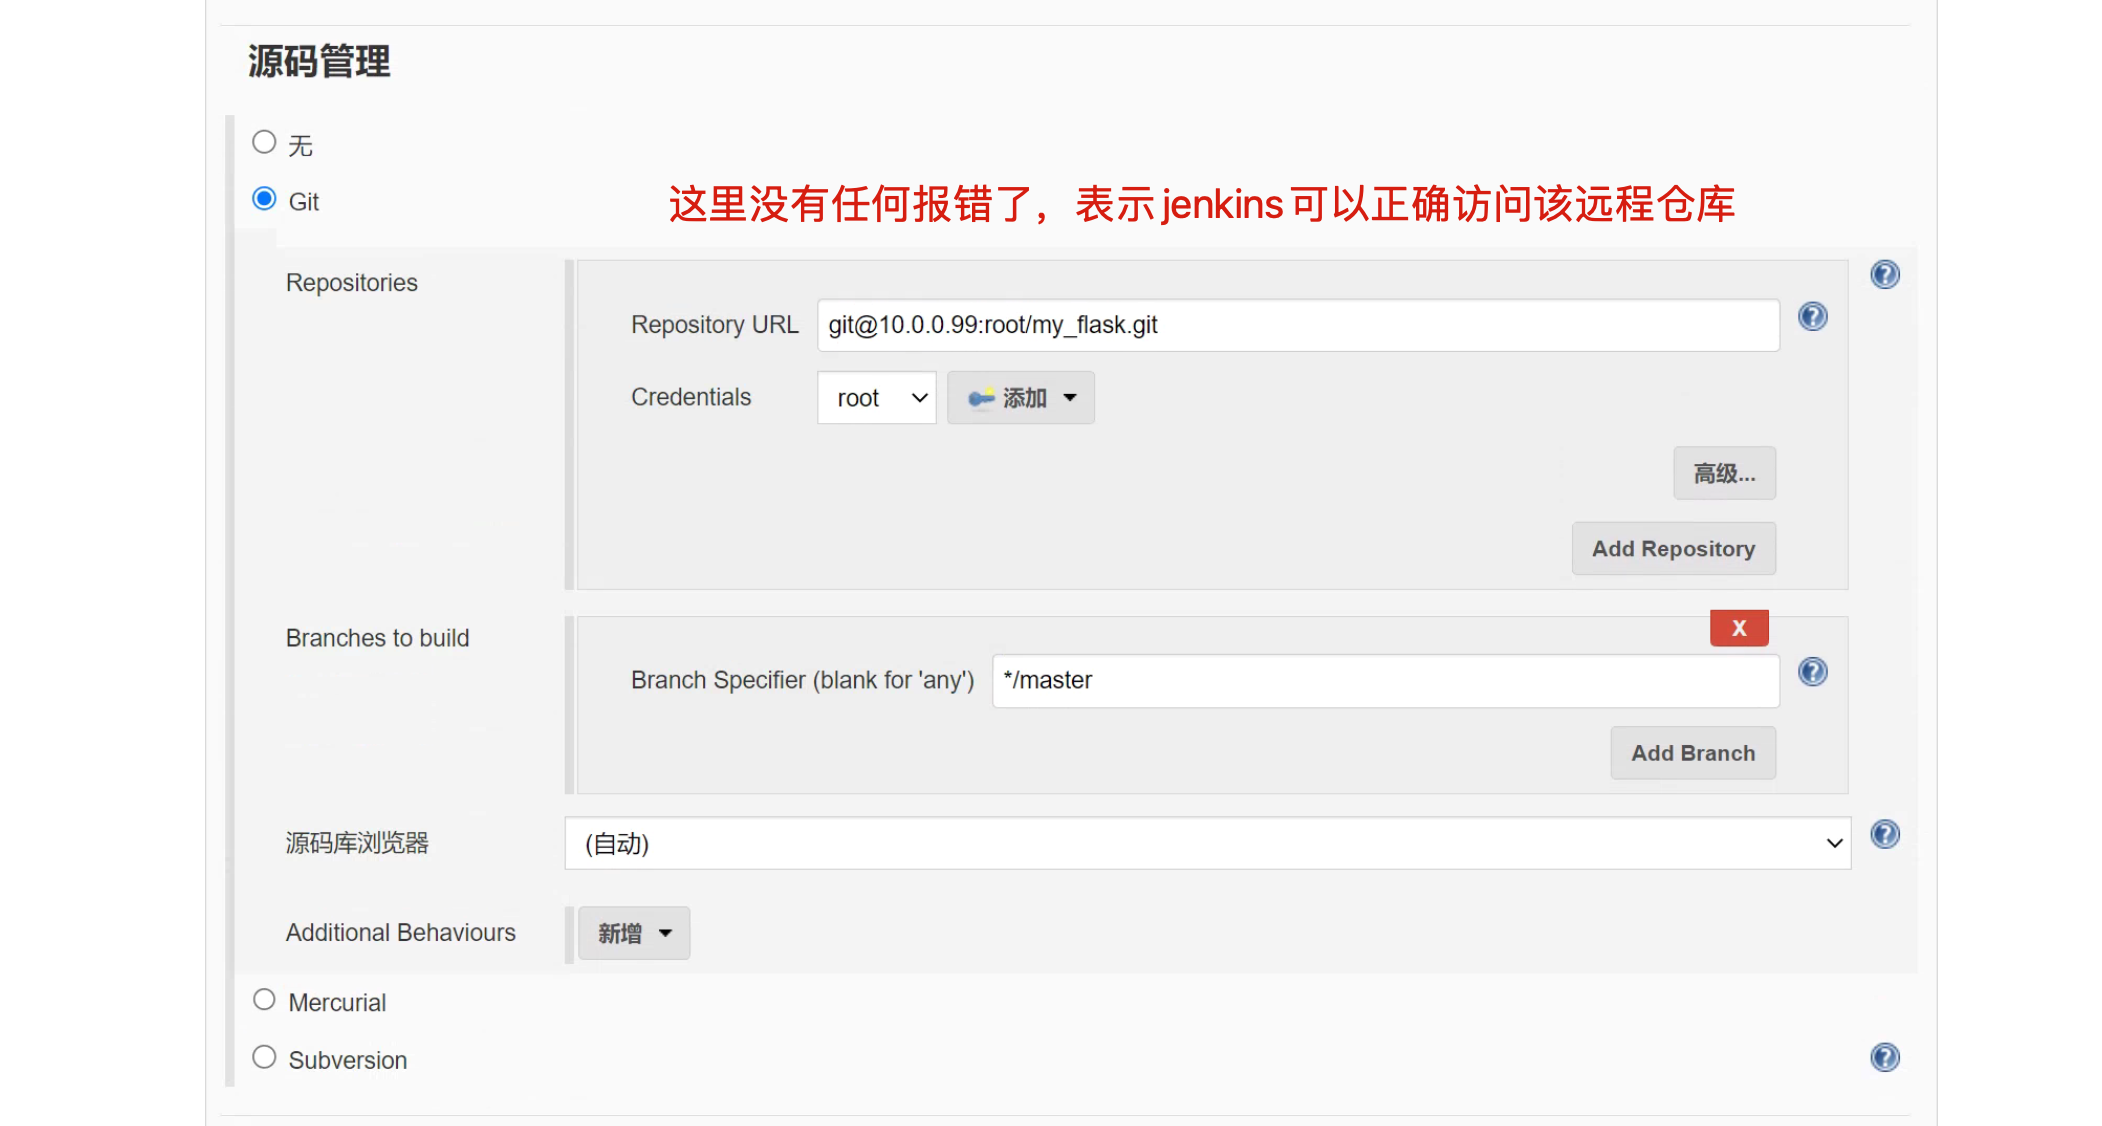 源码管理
无
Git
这里没有任何报错了，表示jenkins可以正确访问该远程仓库
Repositories
Repository URL
git@10.0.0.99:root/my_flask.git
Credentials
root
添加
高级...
Add Repository
Branches to build
X
Branch Specifier (blank for 'any')
*/master
Add Branch
源码库浏览器
(自动)
Additional Behaviours
新增
Mercurial
Subversion